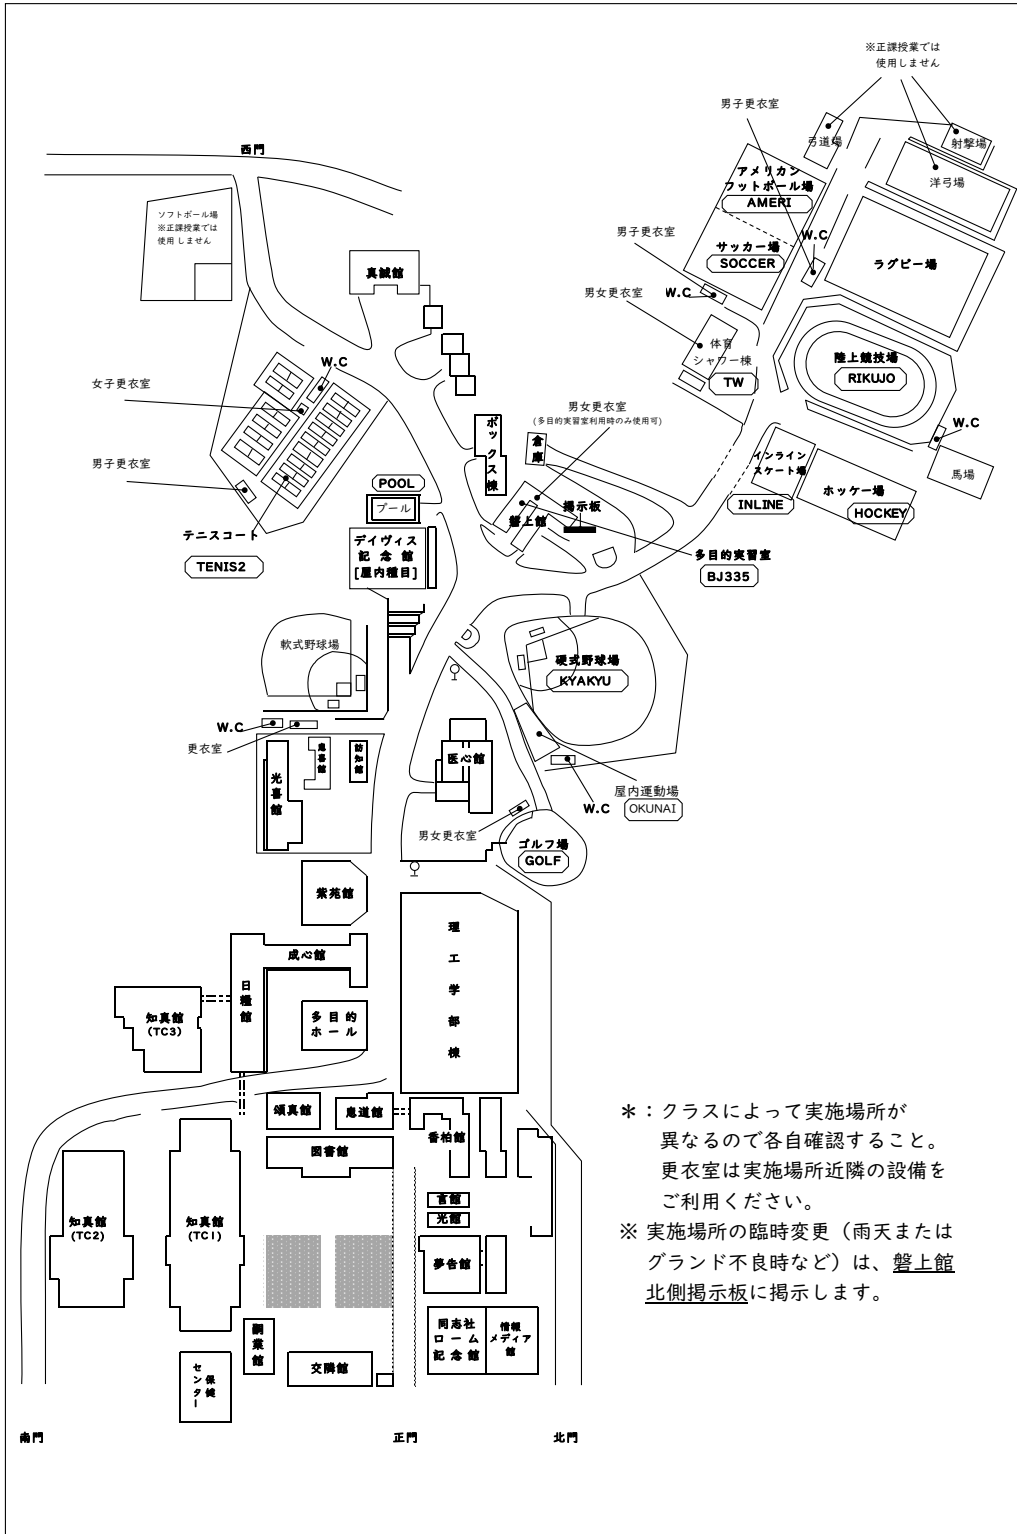 ※正課授業では
使用しません
男子更衣室
弓道場
射撃場
西門
洋弓場
アメリカン
フットボール場
AMERI
ソフトボール場
※正課授業では
使用しません
男子更衣室
W.C
サッカー場
SOCCER
ラグビー場
真誠館
男女更衣室
W.C
体育
シャワー棟
TW
陸上競技場
RIKUJO
W.C
女子更衣室
男女更衣室
(多目的実習室利用時のみ使用可)
W.C
ボックス棟
倉庫
男子更衣室
インライン
スケート場
INLINE
馬場
ホッケー場
HOCKEY
POOL
プール
掲示板
磐上館
テニスコート
TENIS2
デイヴィス
記念館
[屋内種目]
多目的実習室
BJ335
軟式野球場
硬式野球場
KYAKYU
W.C
更衣室
光喜館
恵喜館
訪知館
医心館
屋内運動場
OKUNAI
W.C
男女更衣室
ゴルフ場
GOLF
紫苑館
理工学部棟
成心館
日糧館
知真館
(TC3)
多目的
ホール
頌真館
恵道館
香柏館
図書館
言館
光館
知真館
(TC2)
知真館
(TC1)
夢告館
同志社
ローム
記念館
情報
メディア
館
嗣業館
交隣館
保健
センター
南門
正門
北門
＊：クラスによって実施場所が
異なるので各自確認すること。
更衣室は実施場所近隣の設備を
ご利用ください。
※ 実施場所の臨時変更（雨天または
グランド不良時など）は、磐上館
北側掲示板に掲示します。